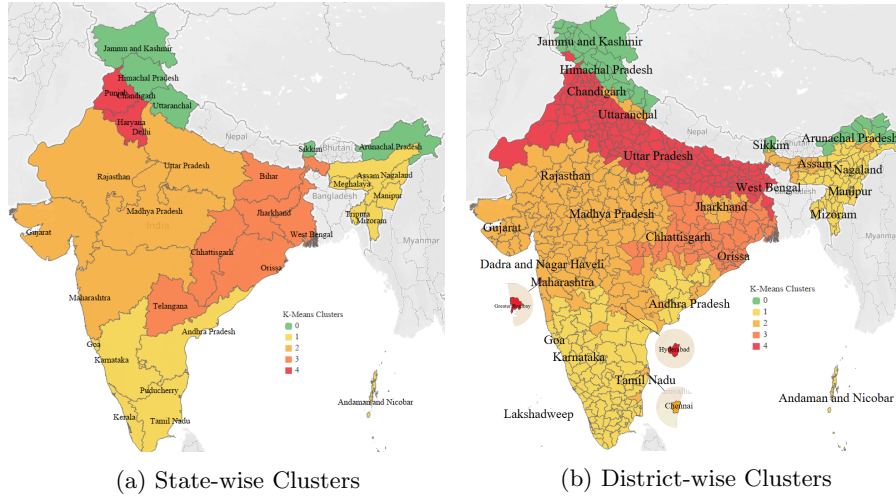 Jammu and Kashmir
Himachal Pradesh
Punjab
Chandigarh
Uttaranchal
Haryana
Delhi
Nepal
Sikkim
Bhutan
Arunachal Pradesh
Uttar Pradesh
Rajasthan
Bihar
Assam
Nagaland
Meghalaya
Manipur
Bangladesh
Madhya Pradesh
Jharkhand
Tripura
Mizoram
India
Gujarat
West Bengal
Myanmar
Chhattisgarh
Orissa
Maharashtra
Telangana
K-Means Clusters
0
1
2
3
4
Andhra Pradesh
Goa
Karnataka
Puducherry
Andaman and Nicobar
Kerala
Tamil Nadu
(a) State-wise Clusters
Jammu and Kashmir
Himachal Pradesh
Chandigarh
Uttaranchal
Nepal
Sikkim
Bhutan
Arunachal Pradesh
Uttar Pradesh
Assam
Rajasthan
Nagaland
West Bengal
Manipur
Jharkhand
Madhya Pradesh
Mizoram
Gujarat
Chhattisgarh
Myanmar
Orissa
Dadra and Nagar Haveli
Maharashtra
K-Means Clusters
0
1
2
3
4
Andhra Pradesh
Goa
Hyderabad
Karnataka
Tamil Nadu
Andaman and Nicobar
Chennai
Lakshadweep
(b) District-wise Clusters